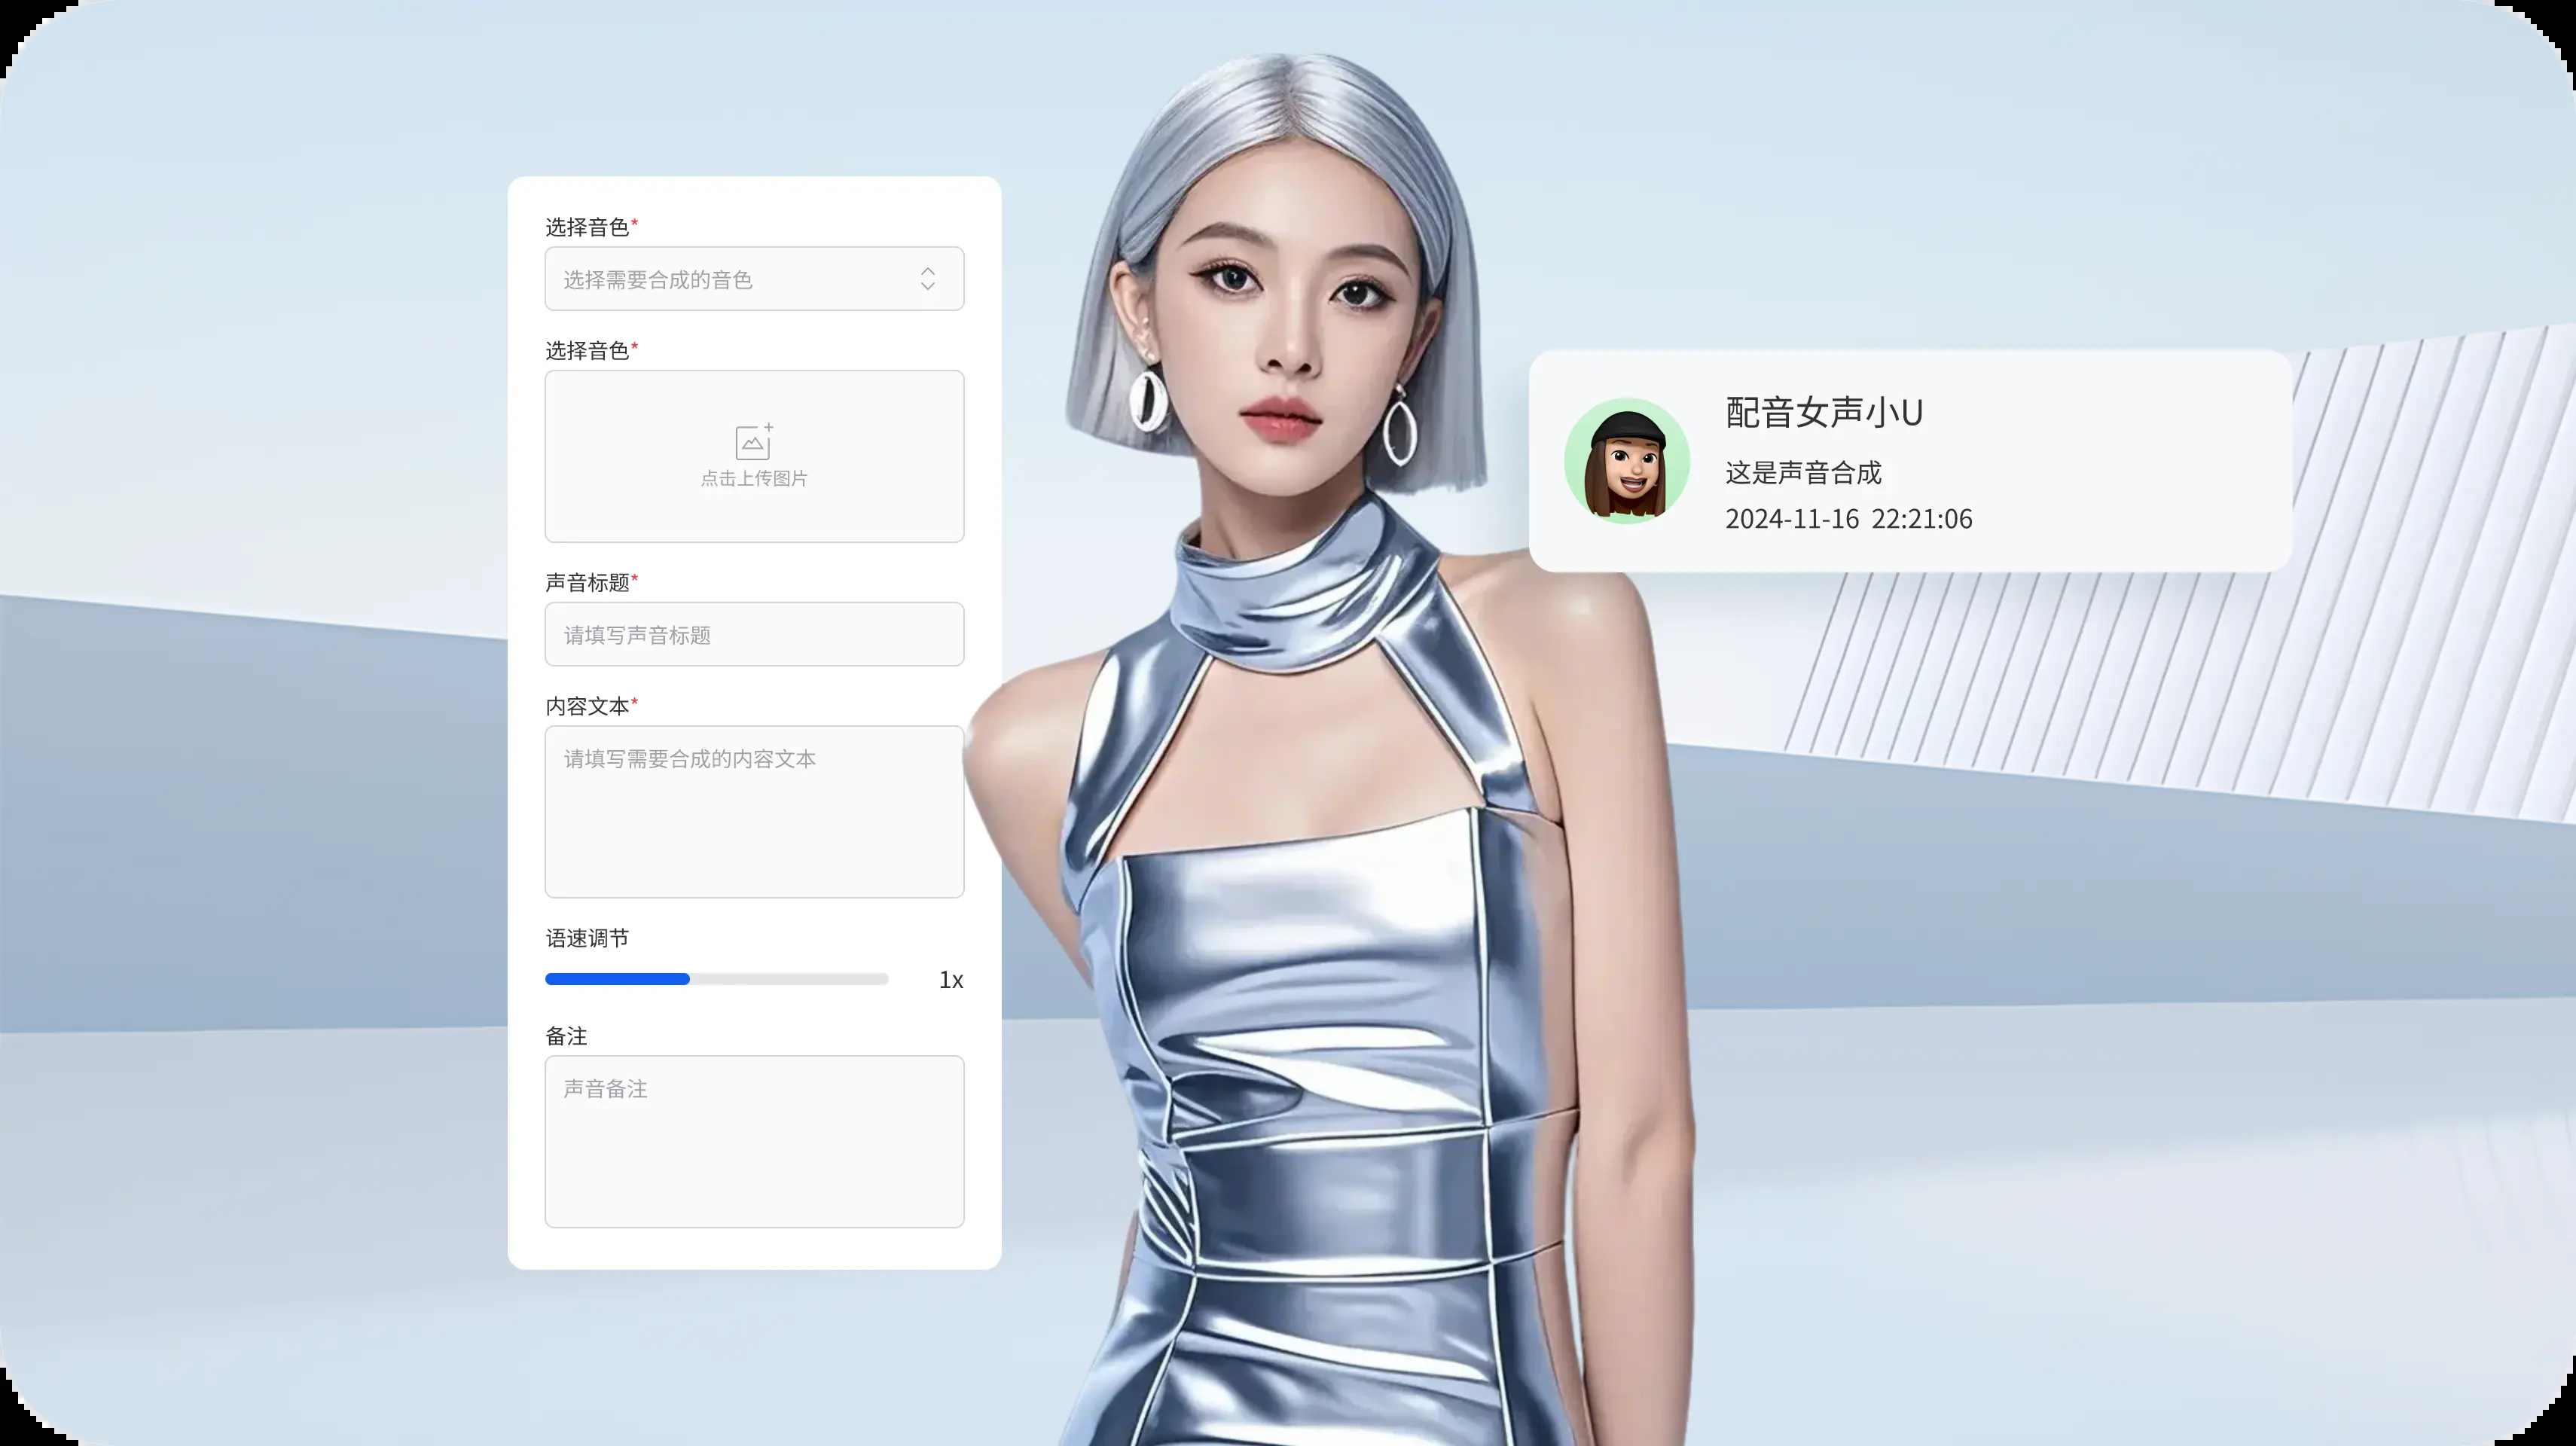 选择音色*
选择需要合成的音色
选择音色*
点击上传图片
声音标题*
请填写声音标题
内容文本*
请填写需要合成的内容文本
语速调节
1x
备注
声音备注
配音女声小U
这是声音合成
2024-11-16 22:21:06